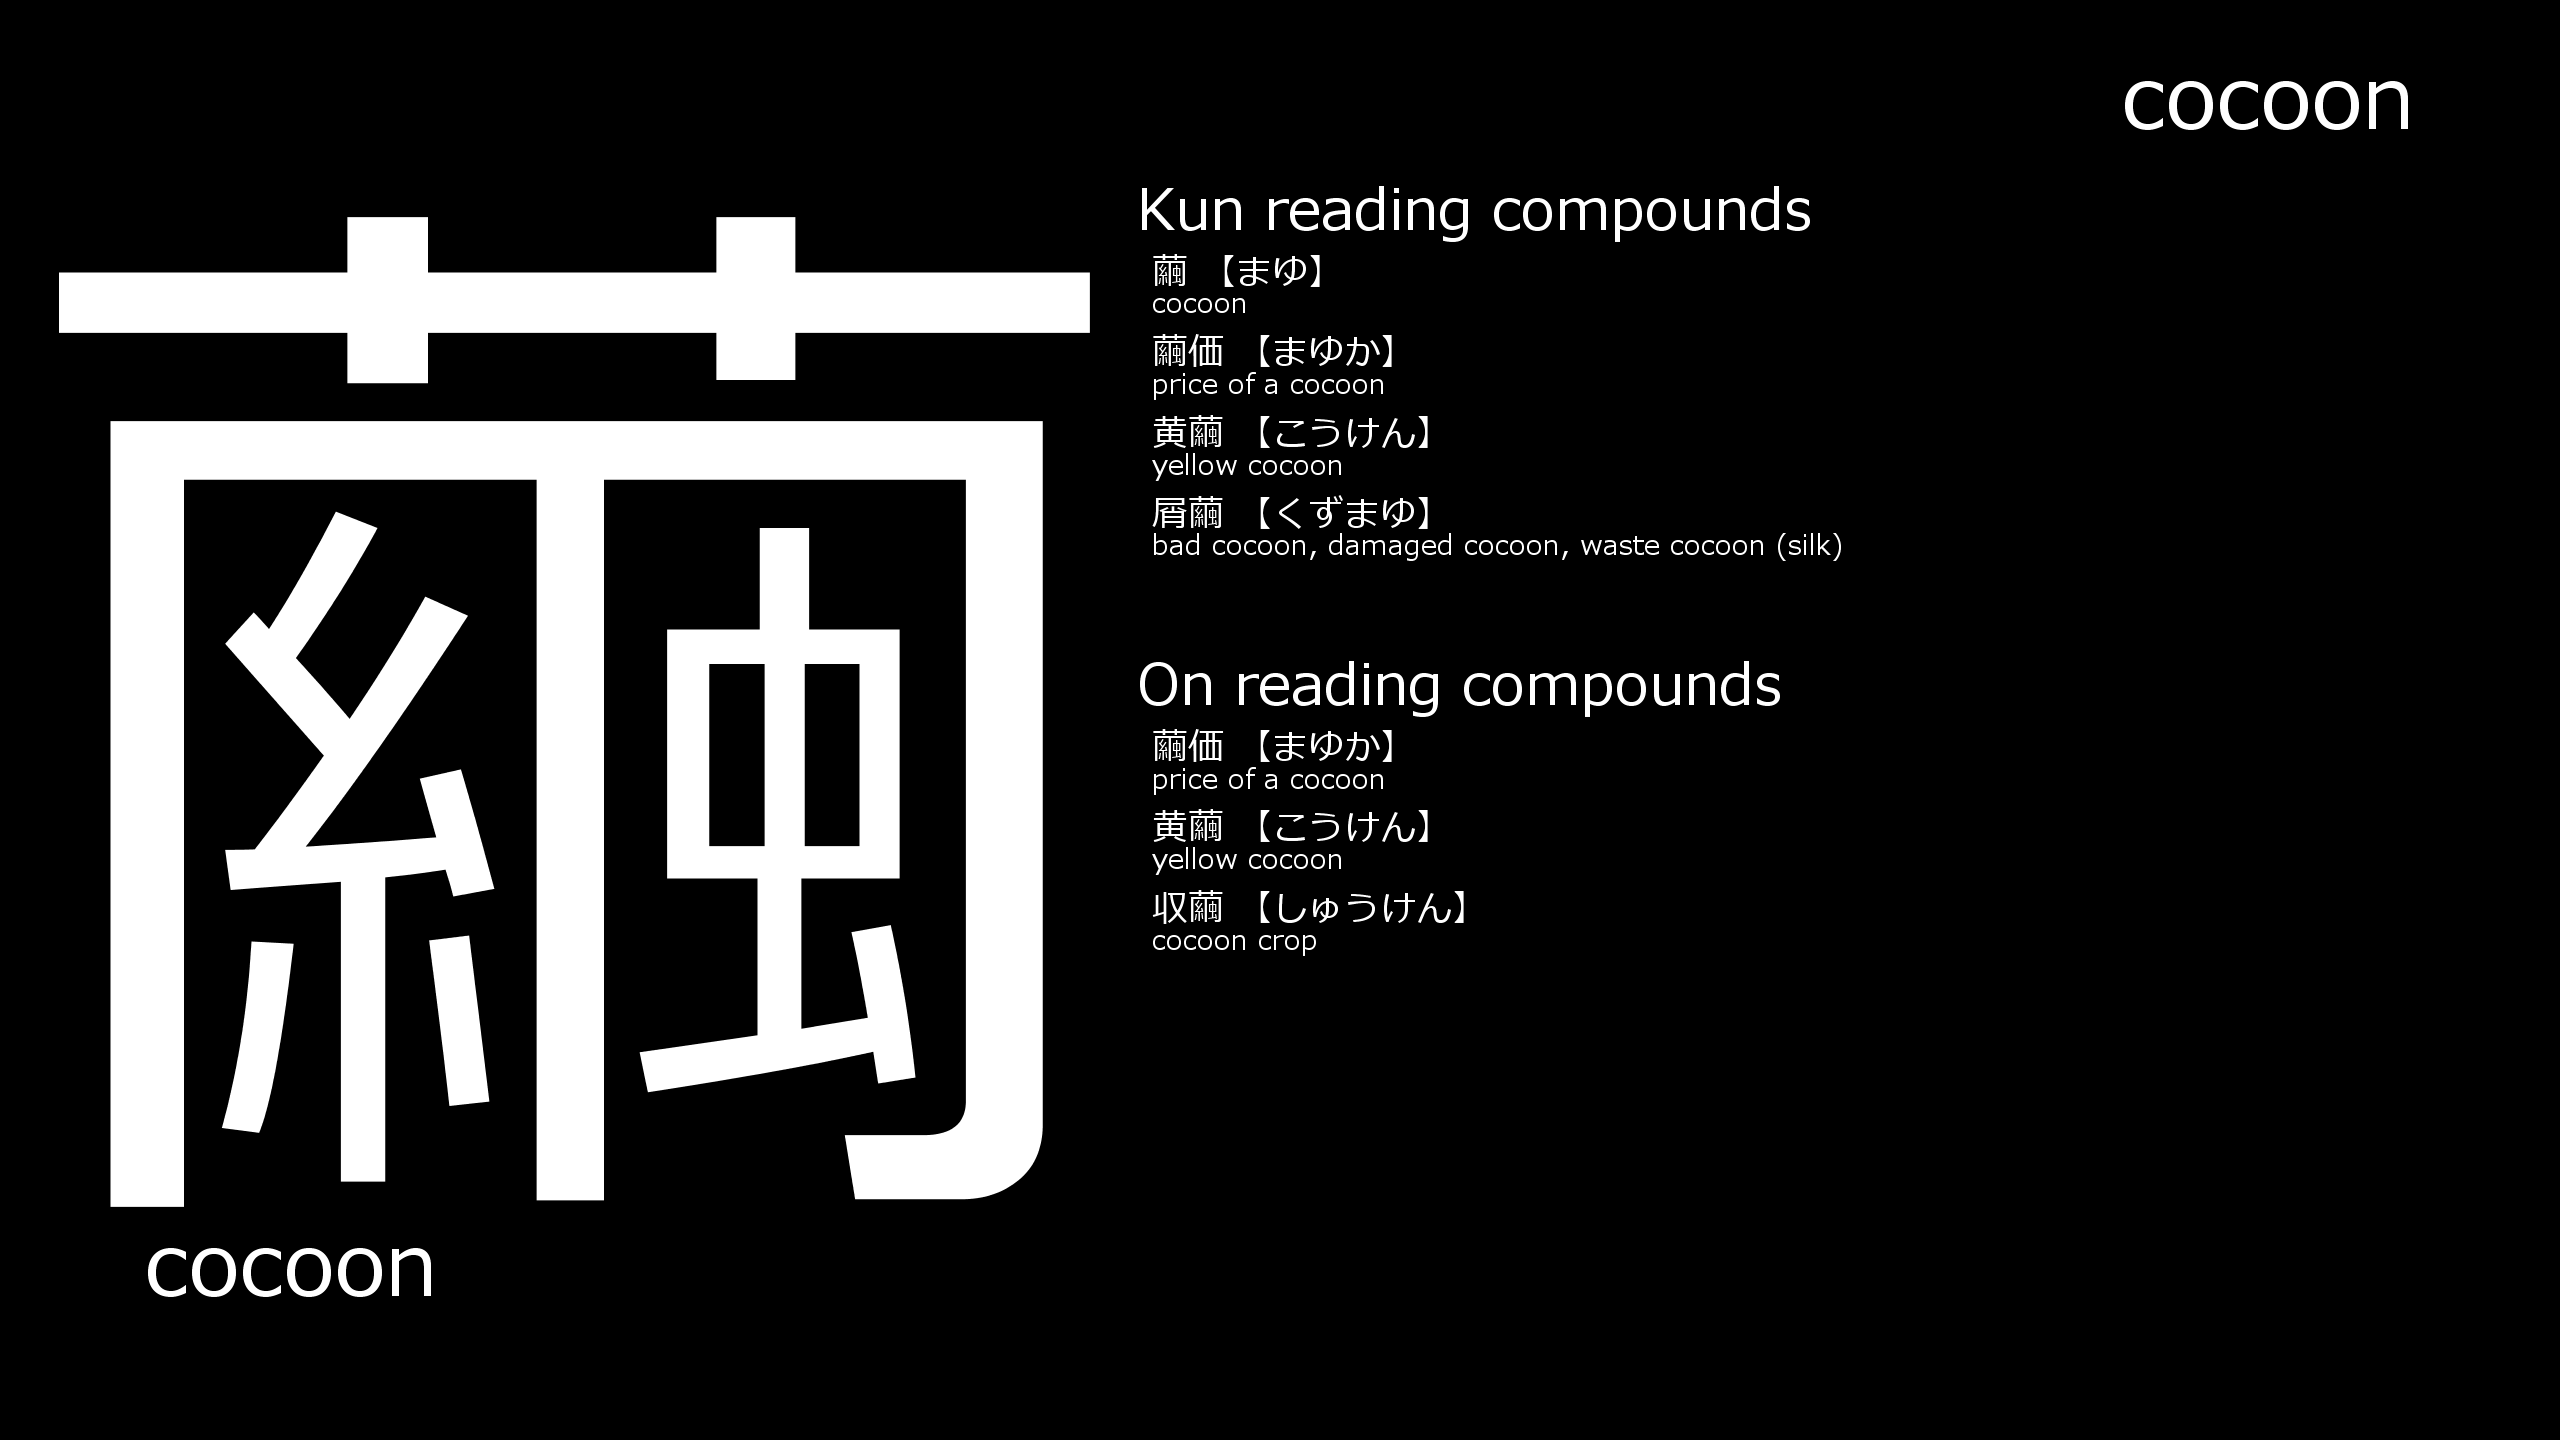 cocoon
繭
cocoon
Kun reading compounds
繭 【まゆ】
cocoon
繭価 【まゆか】
price of a cocoon
黄繭 【こうけん】
yellow cocoon
屑繭 【くずまゆ】
bad cocoon, damaged cocoon, waste cocoon (silk)
On reading compounds
繭価 【まゆか】
price of a cocoon
黄繭 【こうけん】
yellow cocoon
収繭 【しゅうけん】
cocoon crop